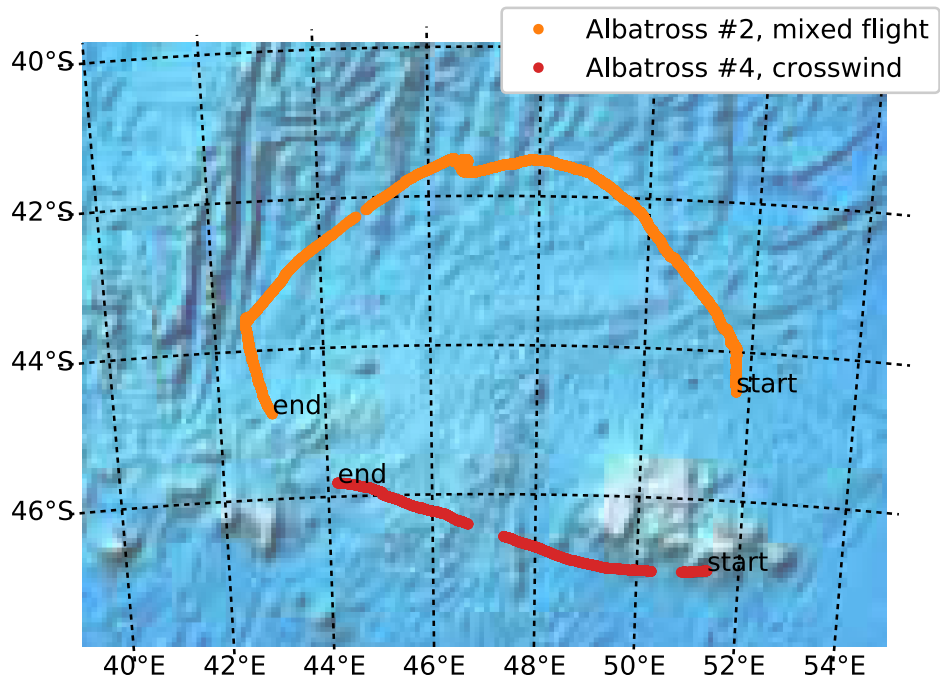 Albatross #2, mixed flight
Albatross #4, crosswind
40°S
42°S
44°S
46°S
start
end
end
start
40°E 42°E 44°E 46°E 48°E 50°E 52°E 54°E